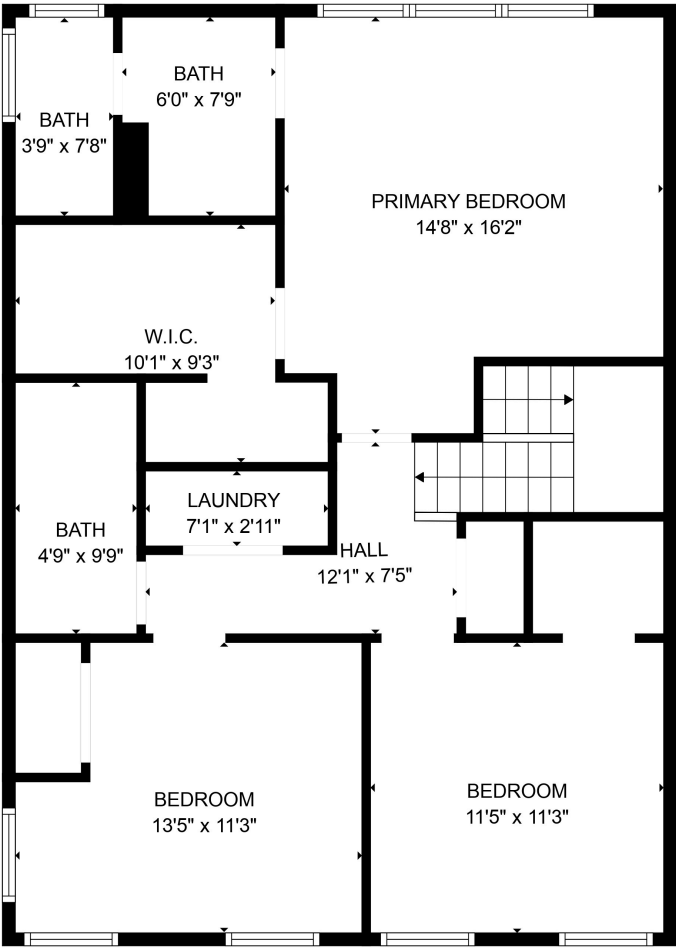 BATH
6'0" x 7'9"
BATH
3'9" x 7'8"
PRIMARY BEDROOM
14'8" x 16'2"
W.I.C.
10'1" x 9'3"
LAUNDRY
7'1" x 2'11"
BATH
4'9" x 9'9"
HALL
12'1" x 7'5"
BEDROOM
13'5" x 11'3"
BEDROOM
11'5" x 11'3"